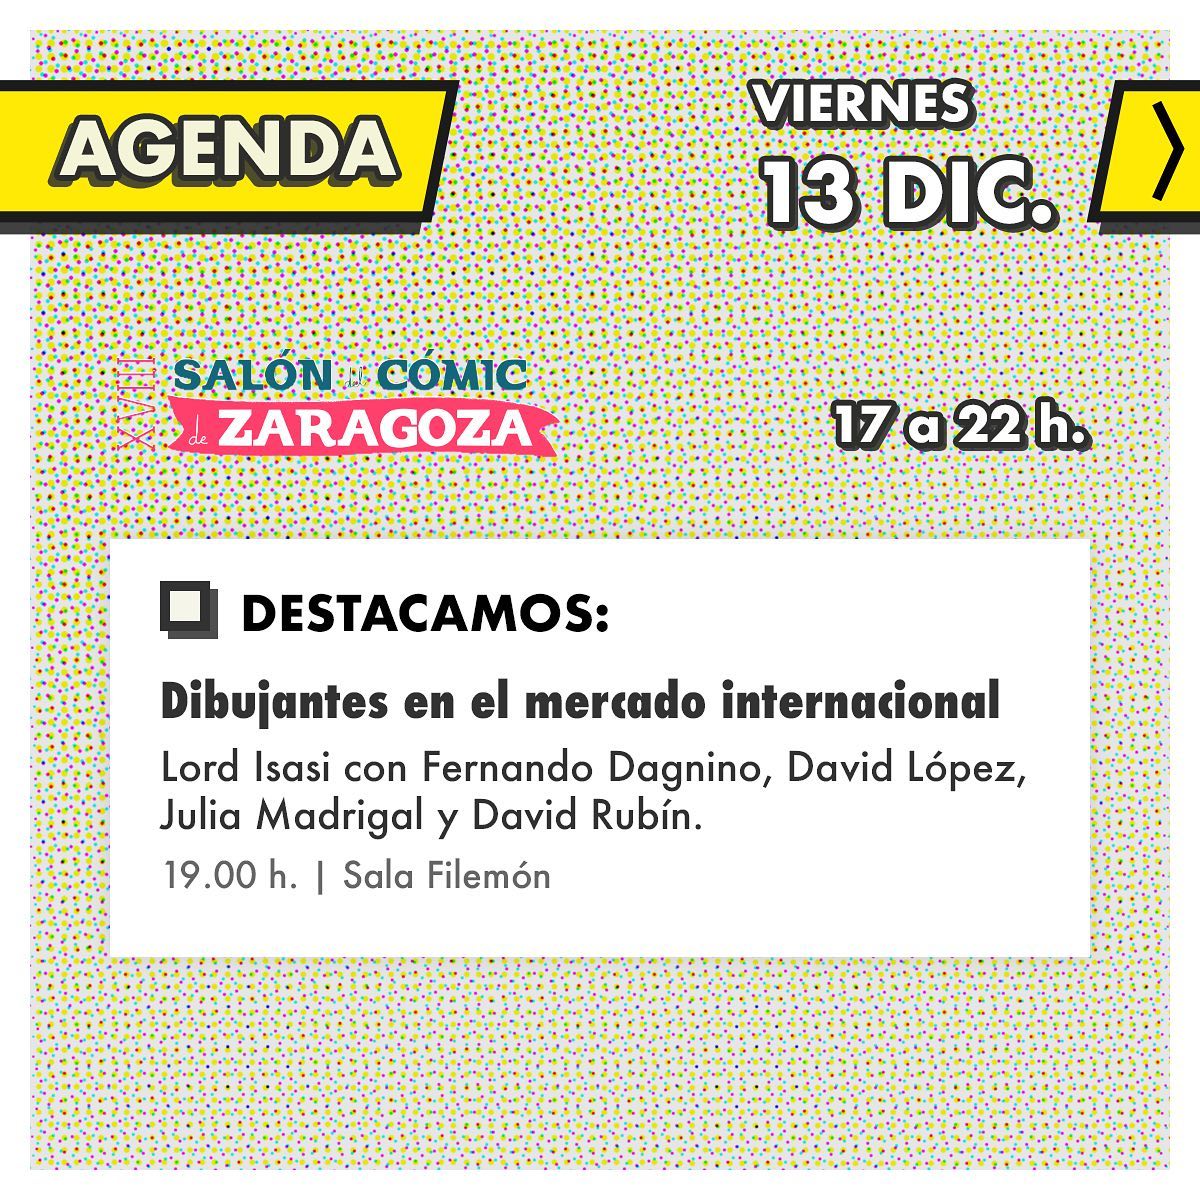 AGENDA
VIERNES
13 DIC.
XVIII
SALÓN del CÓMIC
de ZARAGOZA
17 a 22 h.
DESTACAMOS:
Dibujantes en el mercado internacional
Lord Isasi con Fernando Dagnino, David López,
Julia Madrigal y David Rubín.
19.00 h. | Sala Filemón